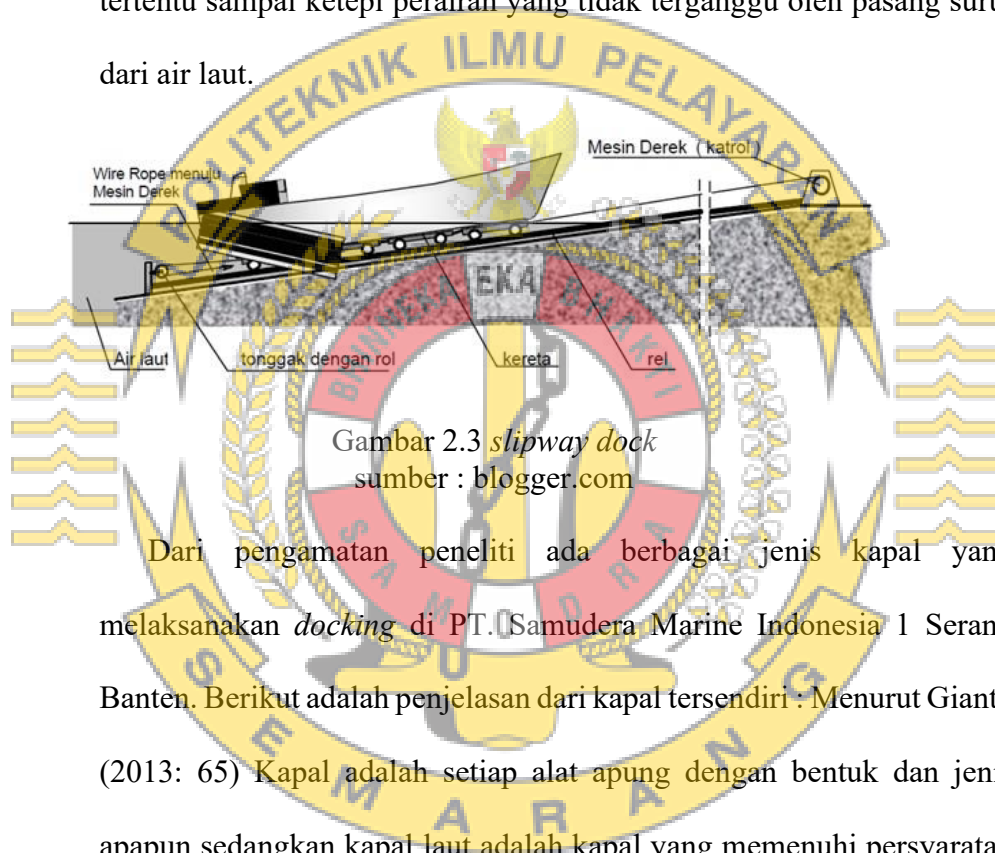 tertentu sampai ketepi perairan yang tidak terganggu oleh pasang surut
dari air laut.
POLITEKNIK ILMU PELAYARAN
Mesin Derek ( katrol )
Wire Rope menuju
Mesin Derek
BHINNEKA EKA BHAKTI
Air laut
tonggak dengan rol
kereta
rel
Gambar 2.3 slipway dock
sumber : blogger.com
Dari pengamatan peneliti ada berbagai jenis kapal yan
melaksanakan docking di PT. Samudera Marine Indonesia 1 Seran
Banten. Berikut adalah penjelasan dari kapal tersendiri : Menurut Giant
(2013: 65) Kapal adalah setiap alat apung dengan bentuk dan jeni
apapun sedangkan kapal laut adalah kapal yang memenuhi persyarata
SAMUDRA
SEMARANG